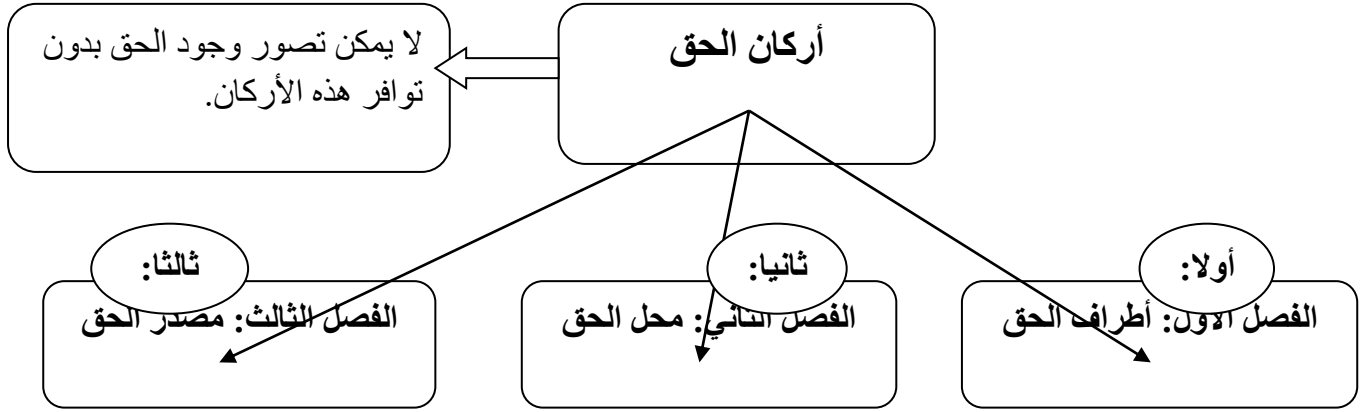 أركان الحق
لا يمكن تصور وجود الحق بدون
توافر هذه الأركان.
أولا:
الفصل الأول: أطراف الحق
ثانيا:
الفصل الثاني: محل الحق
ثالثا:
الفصل الثالث: مصدر الحق